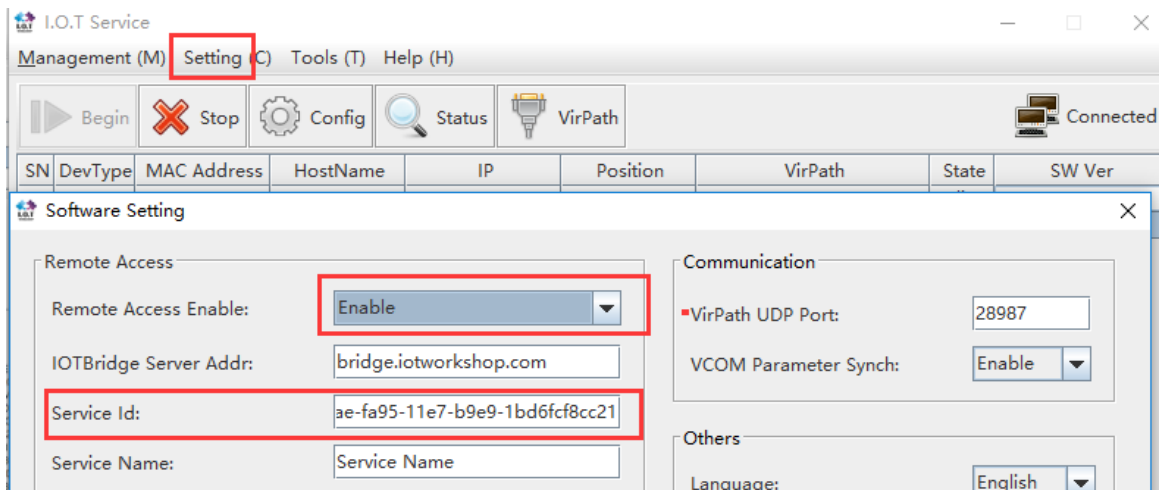 I.O.T Service
Management (M) Setting (C) Tools (T) Help (H)
Begin Stop Config Status VirPath Connected
SN DevType MAC Address HostName IP Position VirPath State SW Ver
Software Setting
Remote Access
Remote Access Enable: Enable
IOTBridge Server Addr: bridge.iotworkshop.com
Service Id: ae-fa95-11e7-b9e9-1bd6fcf8cc21
Service Name: Service Name
Communication
VirPath UDP Port: 28987
VCOM Parameter Synch: Enable
Others
Language: English